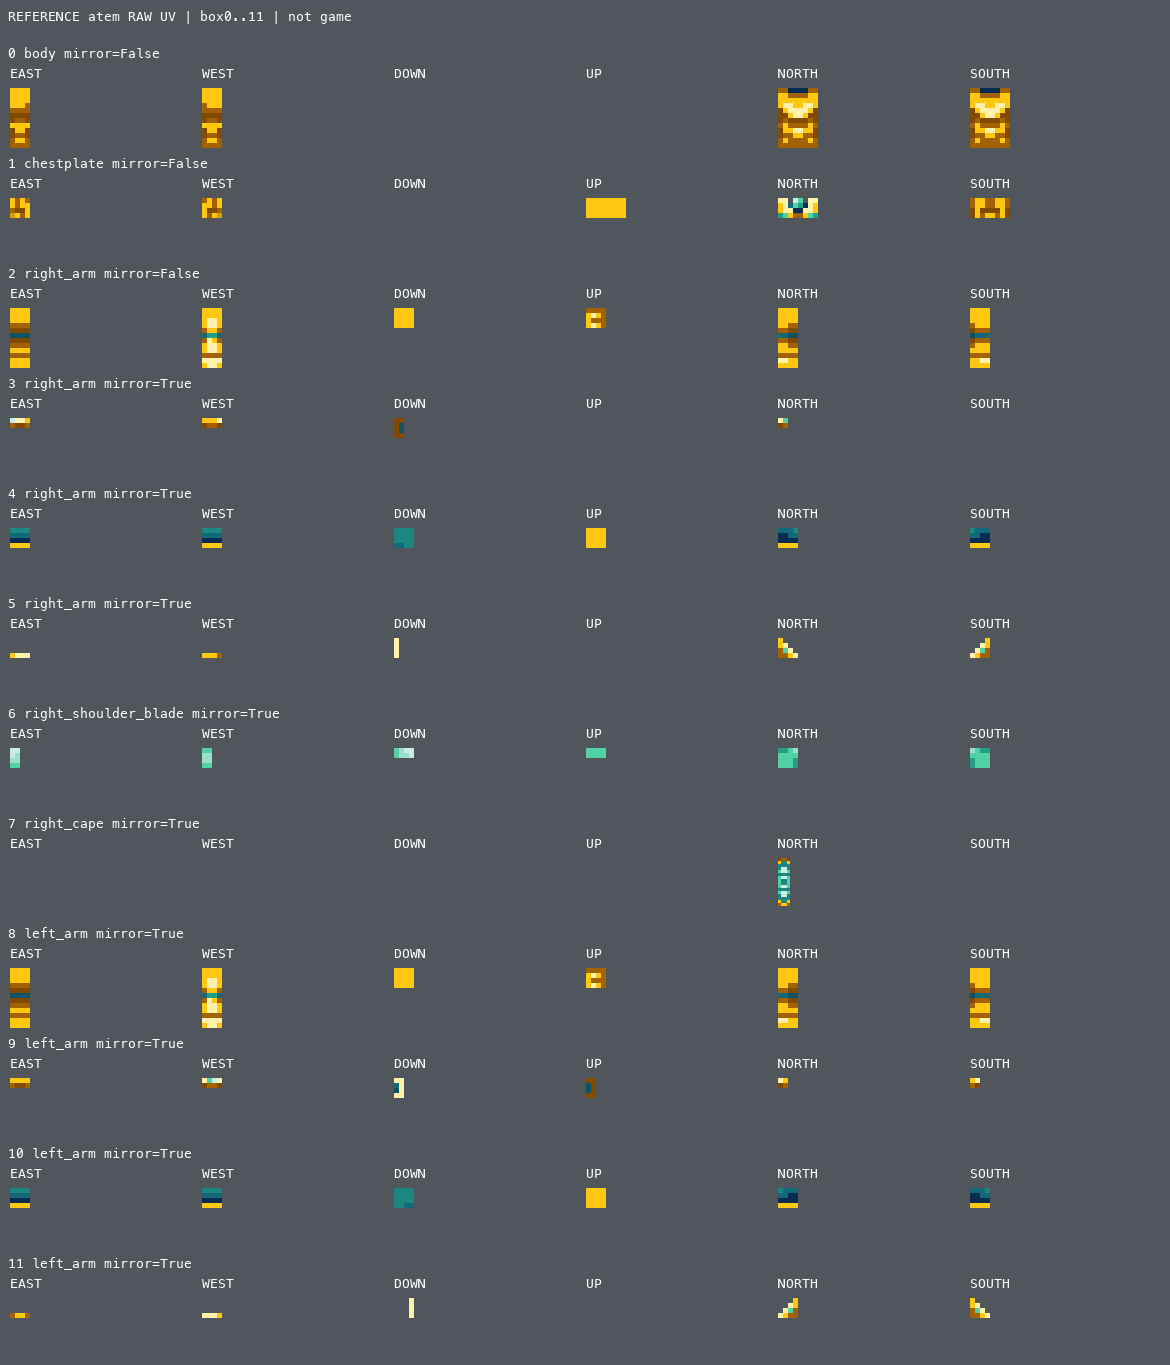 REFERENCE atem RAW UV | box0..11 | not game
0 body mirror=False
EAST WEST DOWN UP NORTH SOUTH
1 chestplate mirror=False
EAST WEST DOWN UP NORTH SOUTH
2 right_arm mirror=False
EAST WEST DOWN UP NORTH SOUTH
3 right_arm mirror=True
EAST WEST DOWN UP NORTH SOUTH
4 right_arm mirror=True
EAST WEST DOWN UP NORTH SOUTH
5 right_arm mirror=True
EAST WEST DOWN UP NORTH SOUTH
6 right_shoulder_blade mirror=True
EAST WEST DOWN UP NORTH SOUTH
7 right_cape mirror=True
EAST WEST DOWN UP NORTH SOUTH
8 left_arm mirror=True
EAST WEST DOWN UP NORTH SOUTH
9 left_arm mirror=True
EAST WEST DOWN UP NORTH SOUTH
10 left_arm mirror=True
EAST WEST DOWN UP NORTH SOUTH
11 left_arm mirror=True
EAST WEST DOWN UP NORTH SOUTH